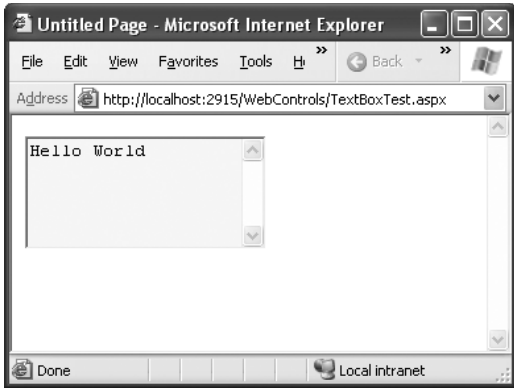 Untitled Page - Microsoft Internet Explorer
File Edit View Favorites Tools H » Back »
Address http://localhost:2915/WebControls/TextBoxTest.aspx
Hello World
Done Local intranet